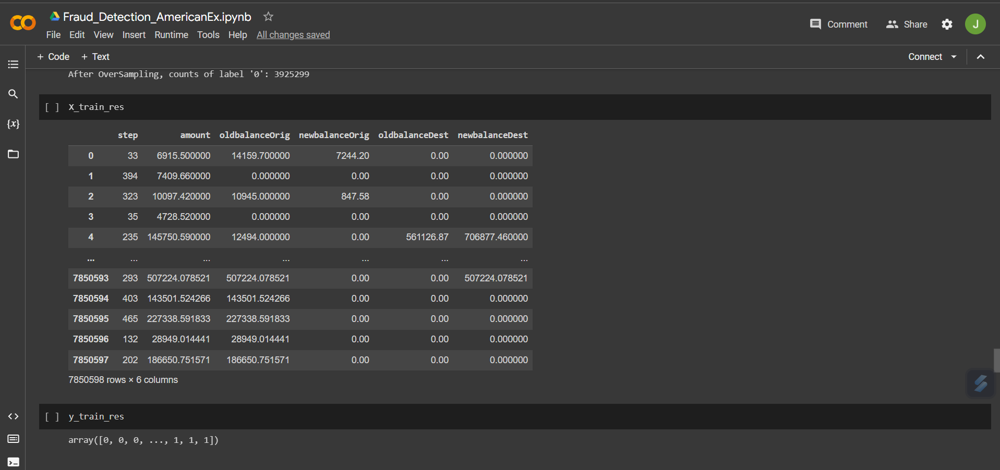 Fraud_Detection_AmericanEx.ipynb
Comment
Share
J
File Edit View Insert Runtime Tools Help All changes saved
+ Code + Text
Connect
After OverSampling, counts of label '0': 3925299
[ ] X_train_res
step amount oldbalanceOrig newbalanceOrig oldbalanceDest newbalanceDest
0 33 6915.500000 14159.700000 7244.20 0.00 0.000000
1 394 7409.660000 0.000000 0.00 0.00 0.000000
2 323 10097.420000 10945.000000 847.58 0.00 0.000000
3 35 4728.520000 0.000000 0.00 0.00 0.000000
4 235 145750.590000 12494.000000 0.00 561126.87 706877.460000
... ... ... ... ... ... ...
7850593 293 507224.078521 507224.078521 0.00 0.00 507224.078521
7850594 403 143501.524266 143501.524266 0.00 0.00 0.000000
7850595 465 227338.591833 227338.591833 0.00 0.00 0.000000
7850596 132 28949.014441 28949.014441 0.00 0.00 0.000000
7850597 202 186650.751571 186650.751571 0.00 0.00 0.000000
7850598 rows × 6 columns
[ ] y_train_res
array([0, 0, 0, ..., 1, 1, 1])
{x}